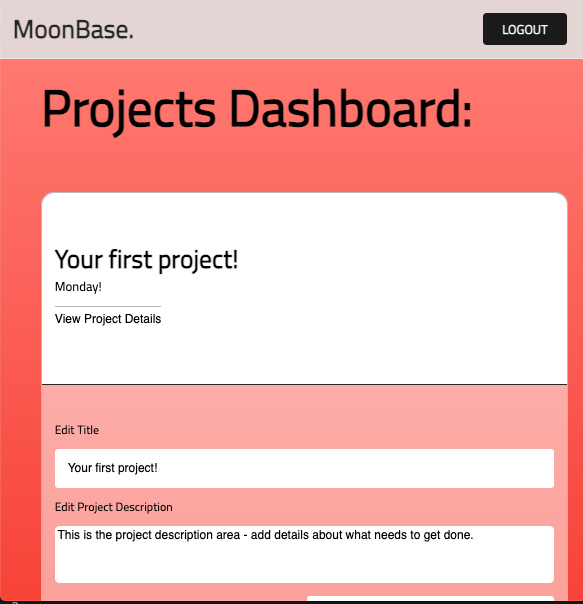 MoonBase.
LOGOUT
Projects Dashboard:
Your first project!
Monday!
View Project Details
Edit Title
Your first project!
Edit Project Description
This is the project description area - add details about what needs to get done.